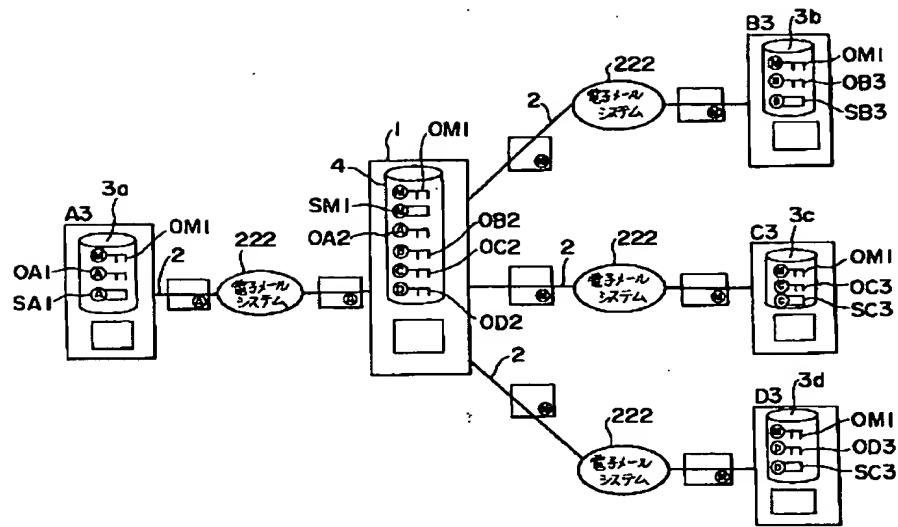 B3
3b
OM1
OB3
SB3
222
電子メール
システム
2
1
OM1
4
M
M
SM1
A
OA2
B
OB2
C
OC2
D
OD2
A3
3a
OM1
M
OA1
A
SA1
A
2
A
222
電子メール
システム
2
222
電子メール
システム
C3
3c
OM1
OC3
SC3
2
222
電子メール
システム
D3
3d
OM1
OD3
SC3
M
D
D